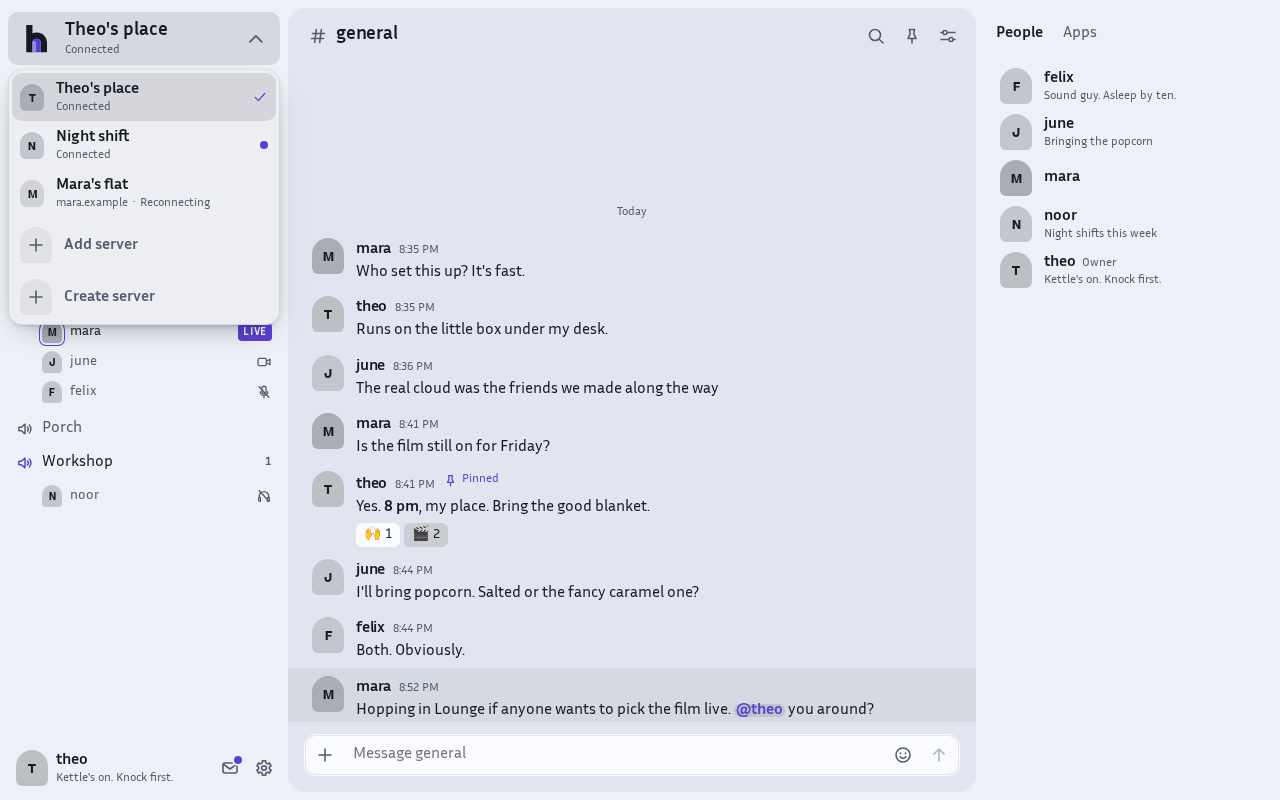 Theo's place
Connected
T
Theo's place
Connected
N
Night shift
Connected
M
Mara's flat
mara.example · Reconnecting
Add server
Create server
M
mara
LIVE
J
june
F
felix
Porch
Workshop
1
N
noor
T
theo
Kettle's on. Knock first.
# general
Today
M
mara 8:35 PM
Who set this up? It's fast.
T
theo 8:35 PM
Runs on the little box under my desk.
J
june 8:36 PM
The real cloud was the friends we made along the way
M
mara 8:41 PM
Is the film still on for Friday?
T
theo 8:41 PM Pinned
Yes. 8 pm, my place. Bring the good blanket.
🙌 1 🎬 2
J
june 8:44 PM
I'll bring popcorn. Salted or the fancy caramel one?
F
felix 8:44 PM
Both. Obviously.
M
mara 8:52 PM
Hopping in Lounge if anyone wants to pick the film live. @theo you around?
Message general
People Apps
F
felix
Sound guy. Asleep by ten.
J
june
Bringing the popcorn
M
mara
N
noor
Night shifts this week
T
theo Owner
Kettle's on. Knock first.